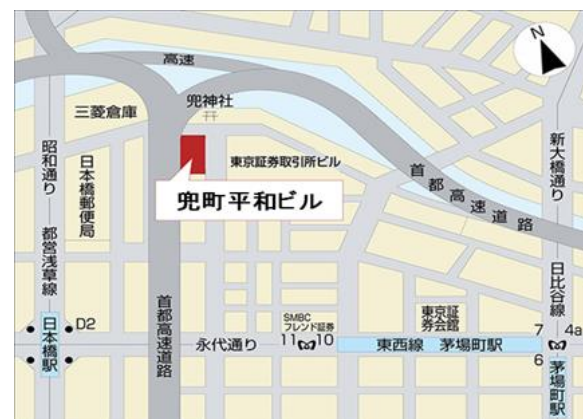 高速
兜神社
三菱倉庫
昭和通り
日本橋郵便局
東京証券取引所ビル
新大橋通り
兜町平和ビル
首都高速道路
都営浅草線
日比谷線
首都高速道路
SMBC
フレンド証券
東京証
券会館
日本橋駅
D2
永代通り
11
10
東西線 茅場町駅
7
4a
6
茅場町駅